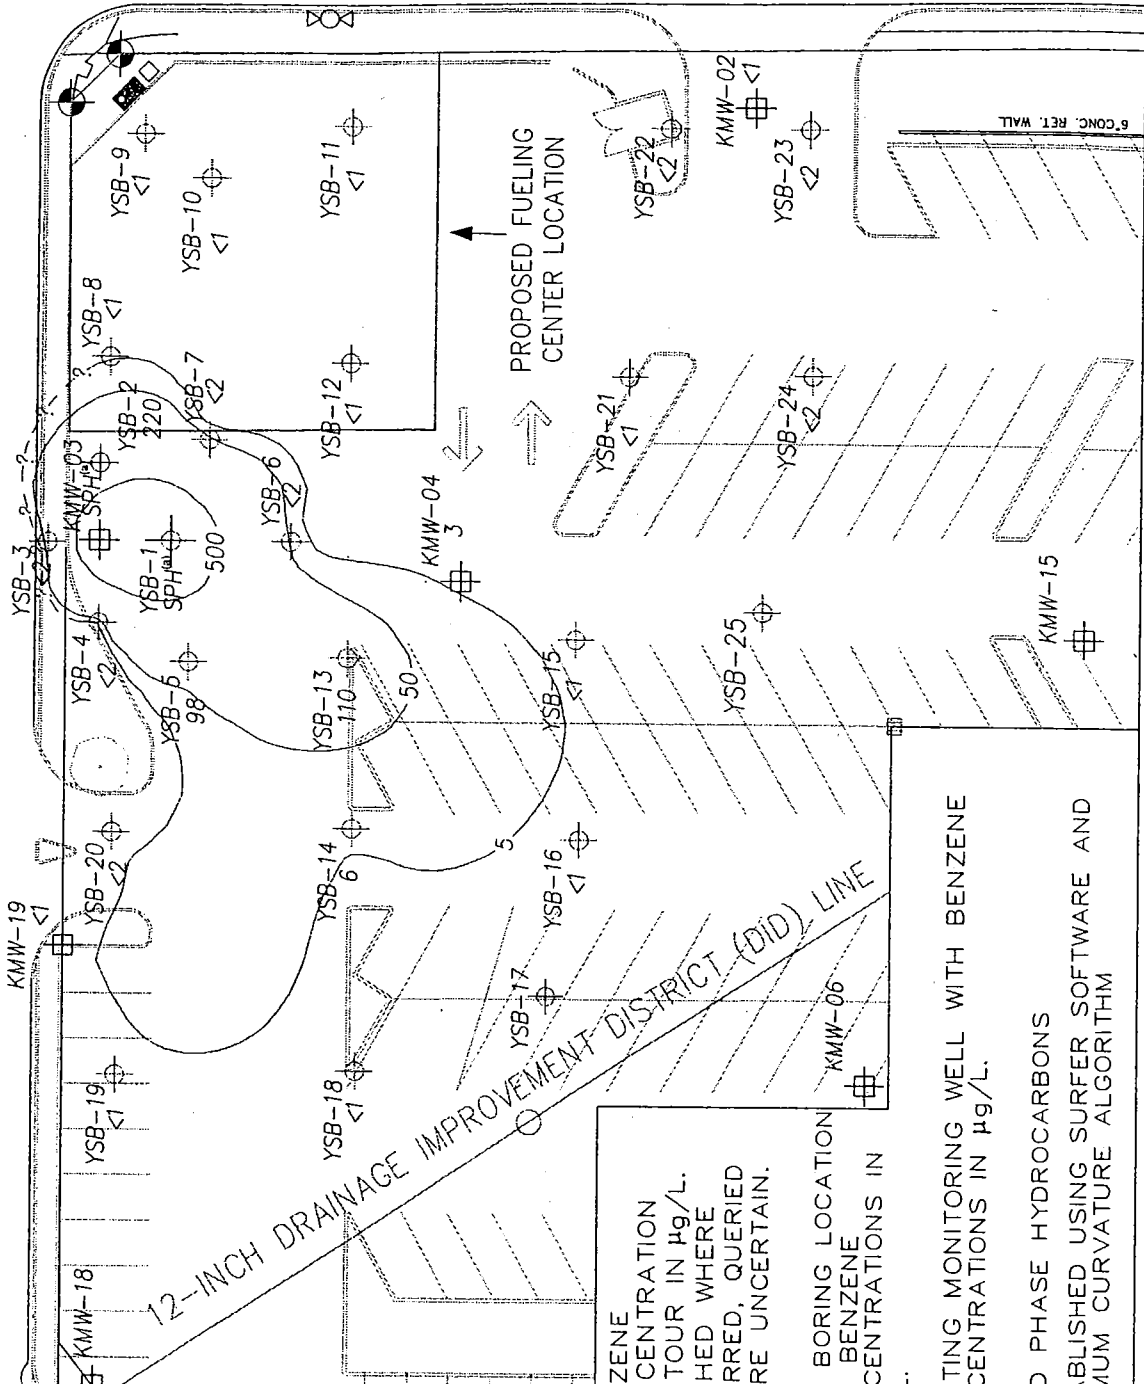 KMW-19
<1
YSB-3
<2
KMW-03
SPH(a)
YSB-8
<1
YSB-9
<1
YSB-10
<1
YSB-11
<1
YSB-2
220
YSB-7
<2
YSB-12
<1
YSB-1
SPH(a)
500
YSB-6
<2
YSB-4
<2
YSB-5
98
YSB-13
110
50
KMW-04
3
PROPOSED FUELING
CENTER LOCATION
YSB-22
<2
KMW-02
<1
YSB-23
<2
6" CONC. RET. WALL
YSB-21
<1
YSB-24
<2
YSB-15
<1
YSB-25
KMW-15
YSB-20
<2
YSB-14
6
5
YSB-16
<1
YSB-17
YSB-19
<1
YSB-18
<1
KMW-06
KMW-18
12-INCH DRAINAGE IMPROVEMENT DISTRICT (DID) LINE
?
?
?
ZENE
CENTRATION
TOUR IN µg/L.
HED WHERE
RRED, QUERIED
RE UNCERTAIN.
BORING LOCATION
BENZENE
CENTRATIONS IN
.
TING MONITORING WELL WITH BENZENE
CENTRATIONS IN µg/L.
D PHASE HYDROCARBONS
ABLISHED USING SURFER SOFTWARE AND
MUM CURVATURE ALGORITHM